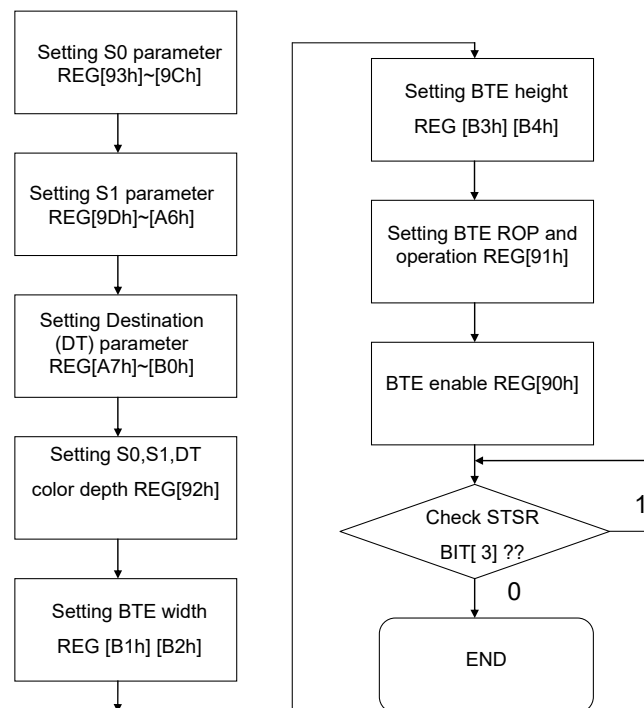 Setting S0 parameter
REG[93h]~[9Ch]
Setting S1 parameter
REG[9Dh]~[A6h]
Setting Destination
(DT) parameter
REG[A7h]~[B0h]
Setting S0,S1,DT
color depth REG[92h]
Setting BTE width
REG [B1h] [B2h]
Setting BTE height
REG [B3h] [B4h]
Setting BTE ROP and
operation REG[91h]
BTE enable REG[90h]
Check STSR
BIT[ 3] ??
1
0
END